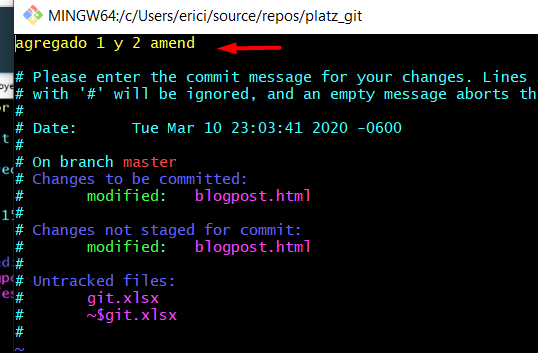 MINGW64:/c/Users/erici/source/repos/platz_git
agregado 1 y 2 amend
# Please enter the commit message for your changes. Lines
# with '#' will be ignored, and an empty message aborts th
#
# Date:      Tue Mar 10 23:03:41 2020 -0600
#
# On branch master
# Changes to be committed:
#       modified:   blogpost.html
#
# Changes not staged for commit:
#       modified:   blogpost.html
#
# Untracked files:
#       git.xlsx
#       ~$git.xlsx
#
~